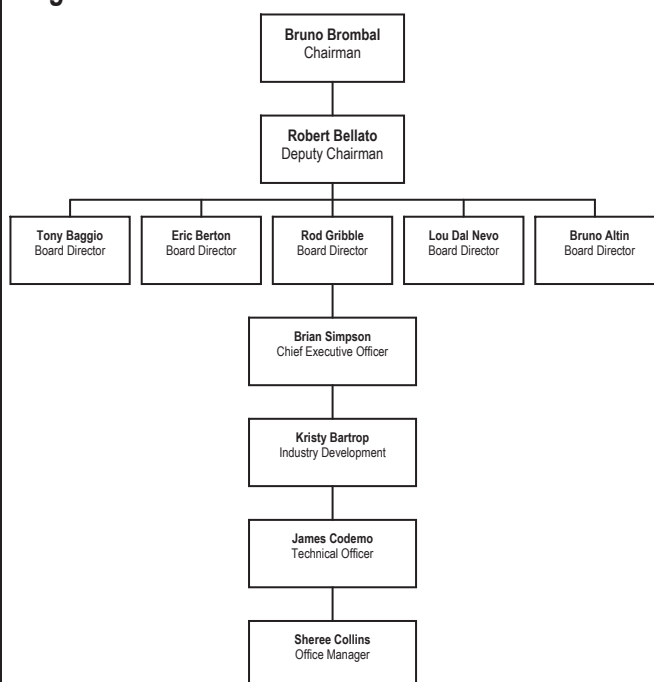 Bruno Brombal
Chairman
Robert Bellato
Deputy Chairman
Tony Baggio
Board Director
Eric Berton
Board Director
Rod Gribble
Board Director
Lou Dal Nevo
Board Director
Bruno Altin
Board Director
Brian Simpson
Chief Executive Officer
Kristy Bartrop
Industry Development
James Codemo
Technical Officer
Sheree Collins
Office Manager